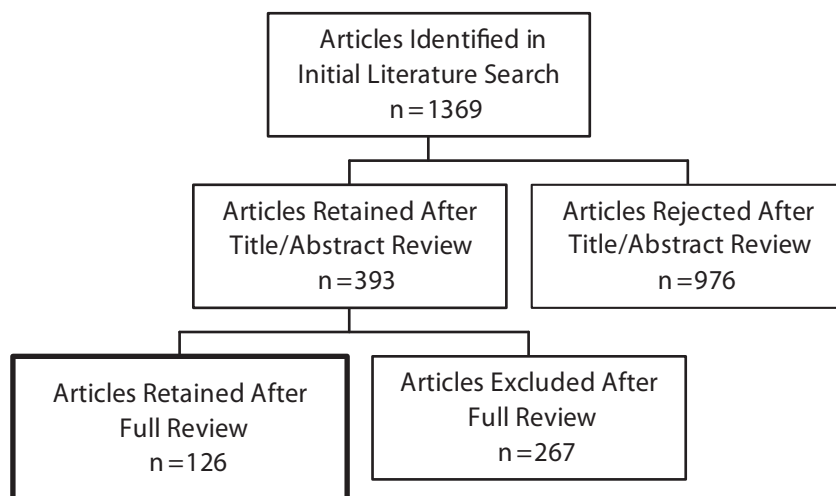 Articles Identified in
Initial Literature Search
n=1369
Articles Retained After
Title/Abstract Review
n=393
Articles Rejected After
Title/Abstract Review
n=976
Articles Retained After
Full Review
n=126
Articles Excluded After
Full Review
n=267